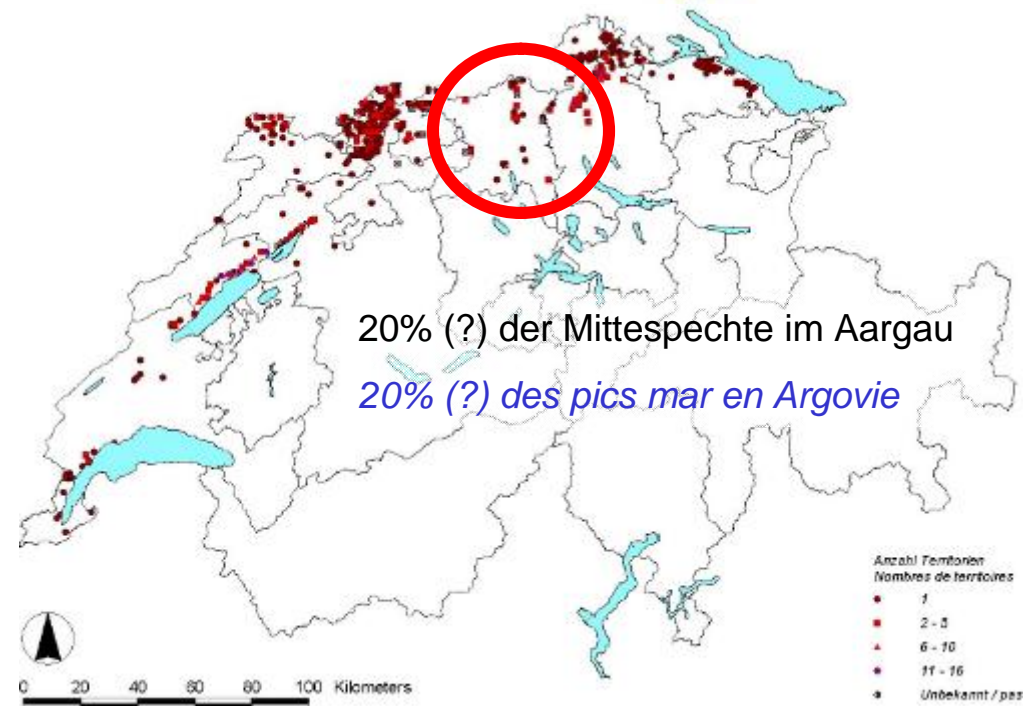 20% (?) der Mittespechte im Aargau
20% (?) des pics mar en Argovie
Anzahl Territorien
Nombres de territoires
1
2 - 5
6 - 10
11 - 16
Unbekannt / pas
0 20 40 60 80 100 Kilometers